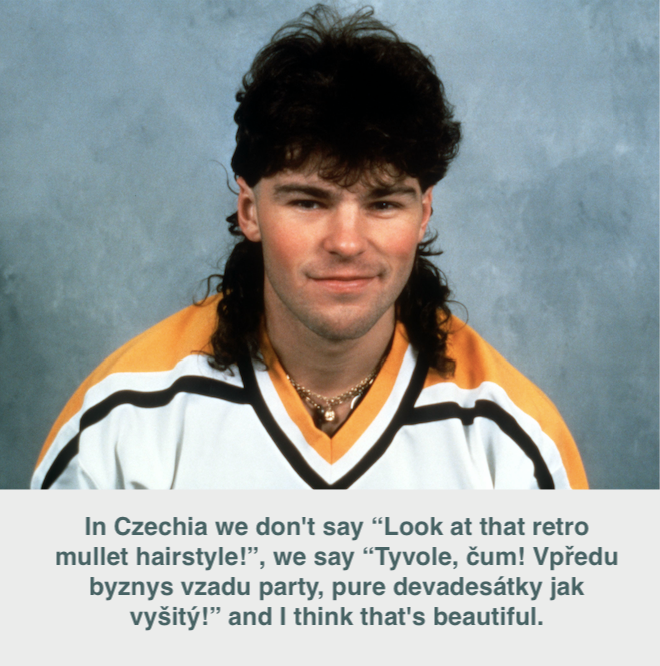 In Czechia we don't say “Look at that retro
mullet hairstyle!”, we say “Tyvole, čum! Vpředu
byznys vzadu party, pure devadesátky jak
vyšitý!” and I think that's beautiful.